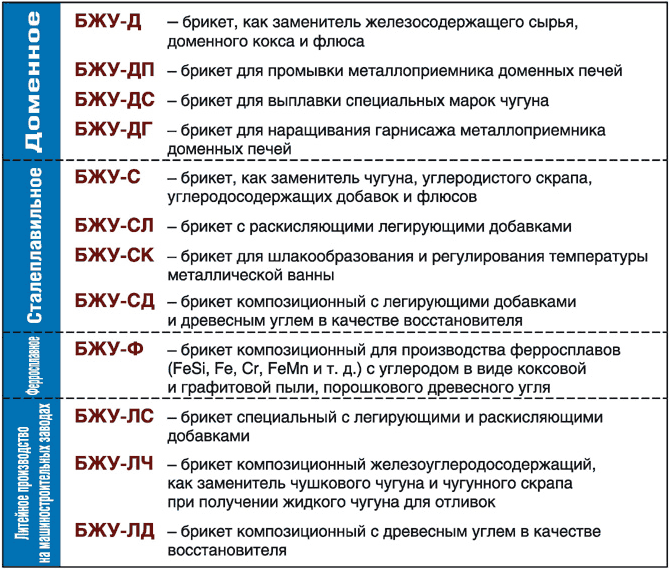 Доменное
БЖУ-Д – брикет, как заменитель железосодержащего сырья,
доменного кокса и флюса
БЖУ-ДП – брикет для промывки металлоприемника доменных печей
БЖУ-ДС – брикет для выплавки специальных марок чугуна
БЖУ-ДГ – брикет для наращивания гарнисажа металлоприемника
доменных печей
Сталеплавильное
БЖУ-С – брикет, как заменитель чугуна, углеродистого скрапа,
углеродосодержащих добавок и флюсов
БЖУ-СЛ – брикет с раскисляющими легирующими добавками
БЖУ-СК – брикет для шлакообразования и регулирования температуры
металлической ванны
БЖУ-СД – брикет композиционный с легирующими добавками
и древесным углем в качестве восстановителя
Ферросплавное
БЖУ-Ф – брикет композиционный для производства ферросплавов
(FeSi, Fe, Cr, FeMn и т. д.) с углеродом в виде коксовой
и графитовой пыли, порошкового древесного угля
Литейное производство
на машиностроительных заводах
БЖУ-ЛС – брикет специальный с легирующими и раскисляющими
добавками
БЖУ-ЛЧ – брикет композиционный железоуглеродосодержащий,
как заменитель чушкового чугуна и чугунного скрапа
при получении жидкого чугуна для отливок
БЖУ-ЛД – брикет композиционный с древесным углем в качестве
восстановителя